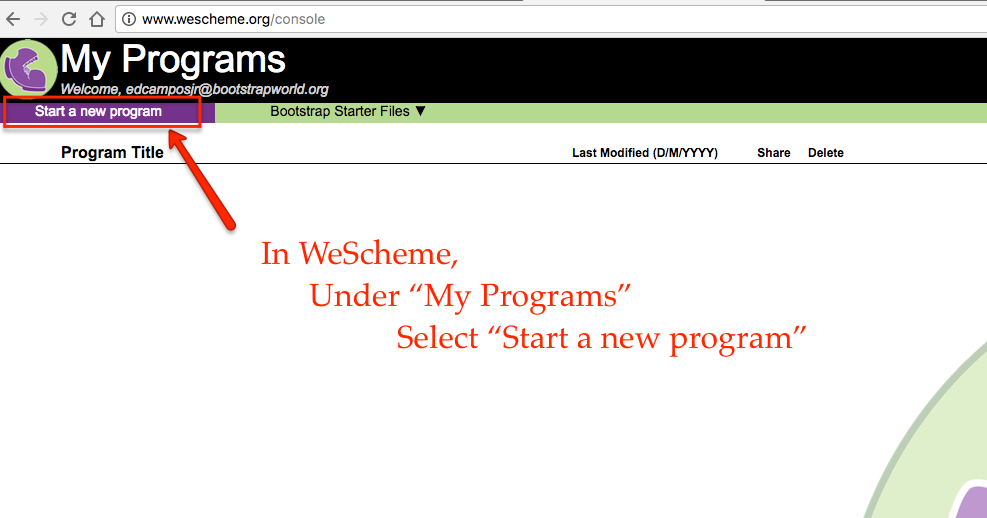 www.wescheme.org/console
My Programs
Welcome, edcamposjr@bootstrapworld.org
Start a new program Bootstrap Starter Files ▼
Program Title Last Modified (D/M/YYYY) Share Delete
In WeScheme,
Under “My Programs”
Select “Start a new program”